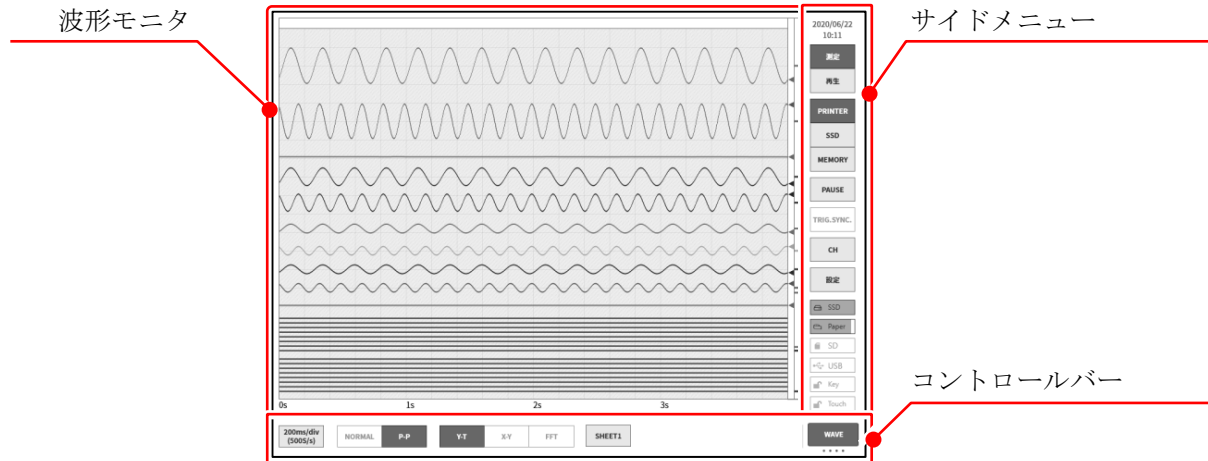 波形モニタ
サイドメニュー
2020/06/22
10:11
測定
再生
PRINTER
SSD
MEMORY
PAUSE
TRIG.SYNC.
CH
設定
SSD
Paper
SD
USB
Key
Touch
コントロールバー
0s 1s 2s 3s
200ms/div
(500S/s)
NORMAL P-P Y-T X-Y FFT SHEET1 WAVE